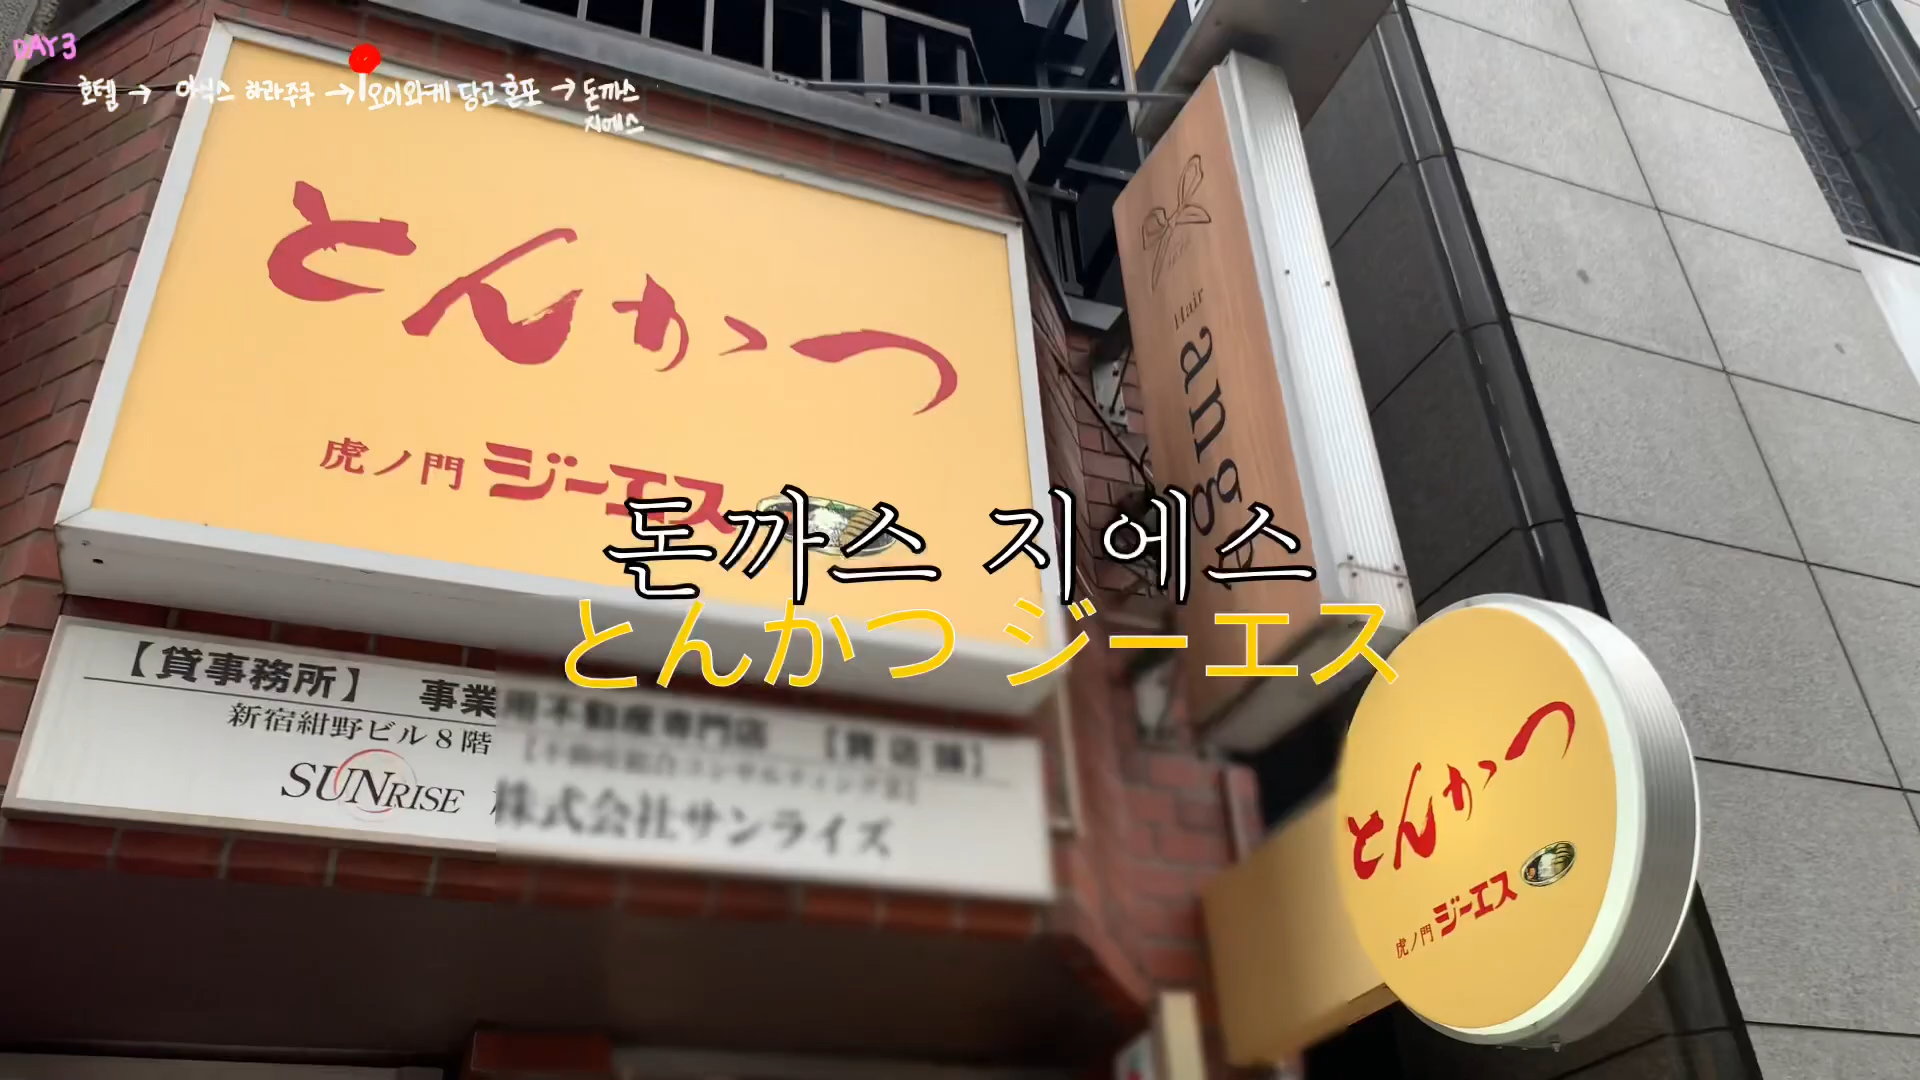 DAY3
호텔 → 아식스 하라주쿠 → 오이와케 당고 혼포 → 돈까스
지에스
とんかつ
虎ノ門 ジーエス
Hair
ange
돈까스 지에스
とんかつ ジーエス
【貸事務所】 事業用不動産専門店 【貸店舗】
新宿紺野ビル8階
SUNRISE 株式会社サンライズ
とんかつ
虎ノ門 ジーエス